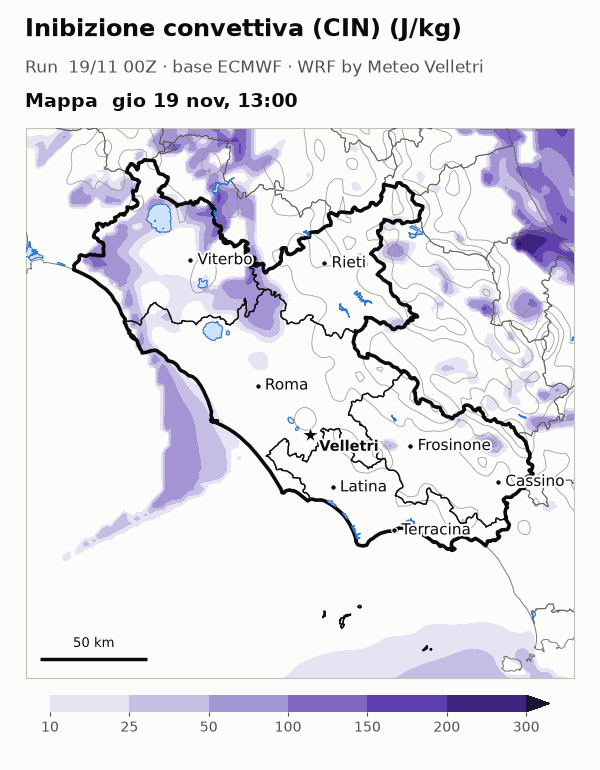 Inibizione convettiva (CIN) (J/kg)
Run  19/11 00Z · base ECMWF · WRF by Meteo Velletri
Mappa  gio 19 nov, 13:00
Viterbo
Rieti
Roma
Velletri
Frosinone
Latina
Cassino
Terracina
50 km
10 25 50 100 150 200 300